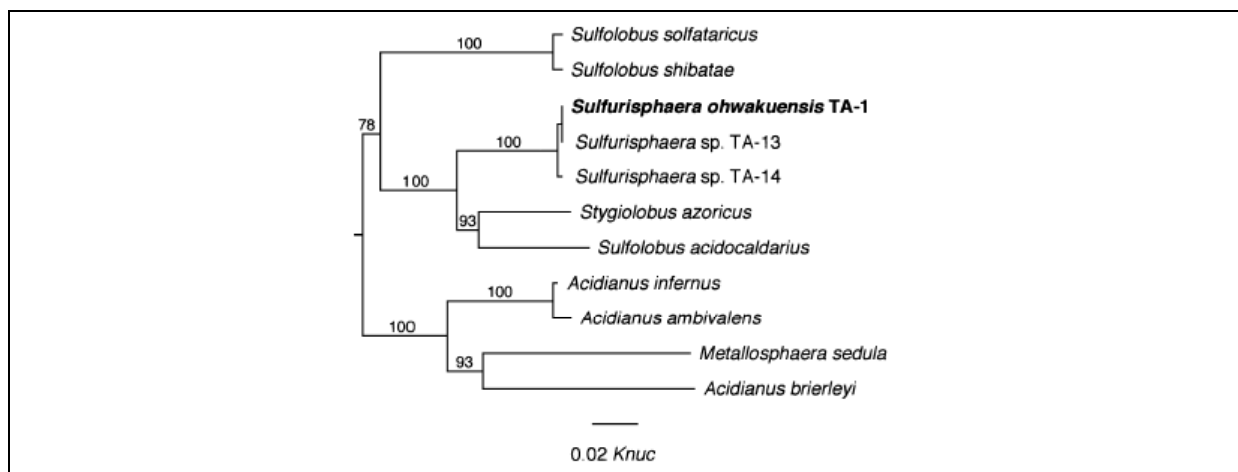 100
Sulfolobus solfataricus
Sulfolobus shibatae
Sulfurisphaera ohwakuensis TA-1
78
100
Sulfurisphaera sp. TA-13
Sulfurisphaera sp. TA-14
100
Stygiolobus azoricus
93
Sulfolobus acidocaldarius
Acidianus infernus
100
Acidianus ambivalens
100
Metallosphaera sedula
93
Acidianus brierleyi
0.02 Knuc